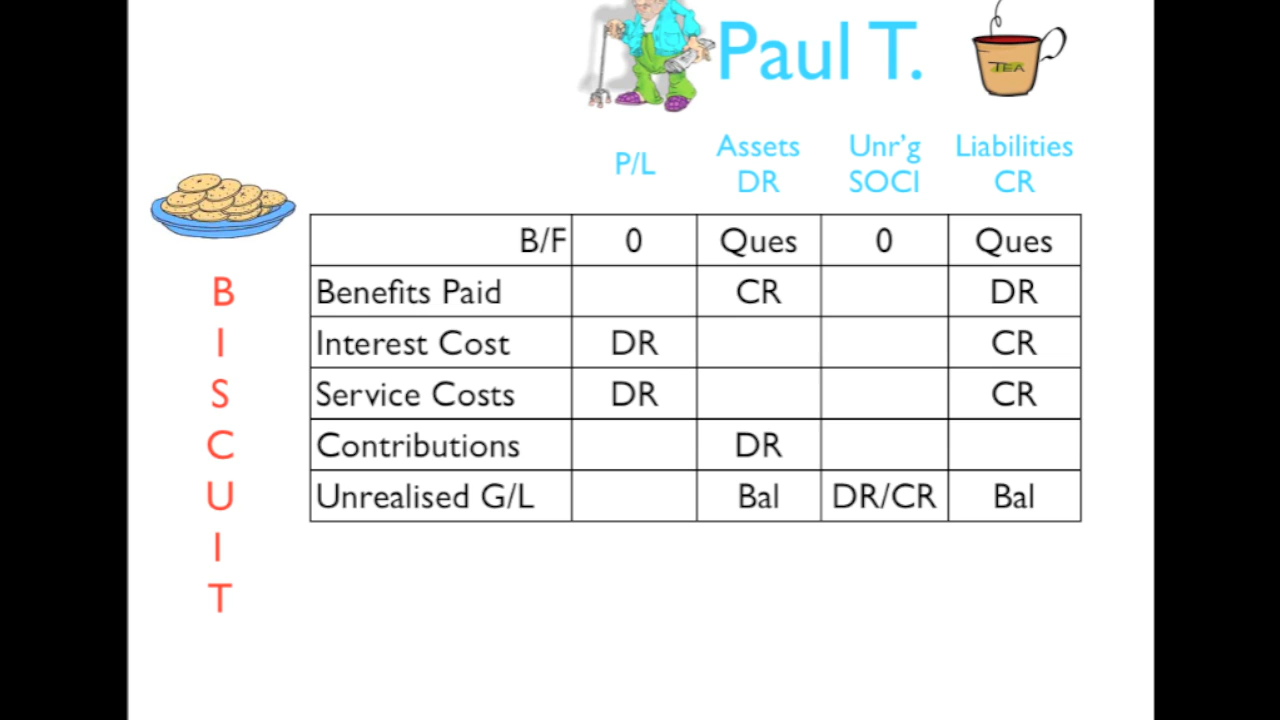 Paul T.
TEA
P/L Assets DR Unr'g SOCI Liabilities CR
B/F 0 Ques 0 Ques
B Benefits Paid CR DR
I Interest Cost DR CR
S Service Costs DR CR
C Contributions DR
U Unrealised G/L Bal DR/CR Bal
I
T